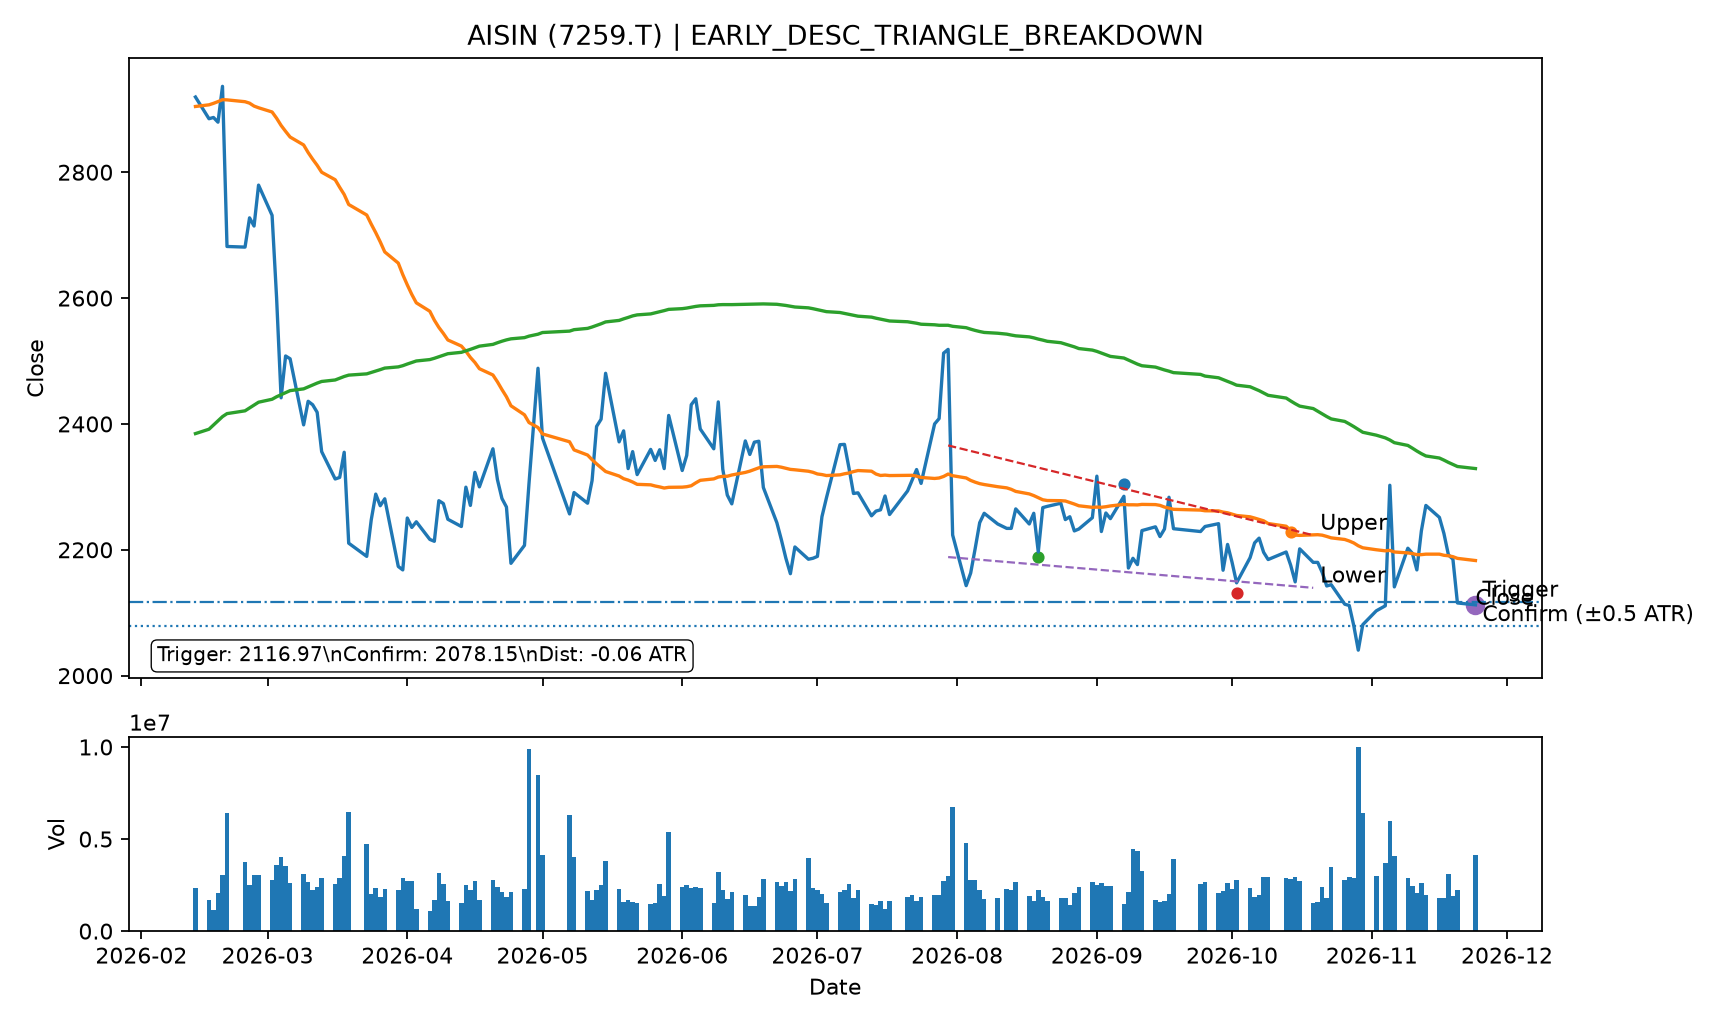 AISIN (7259.T) | EARLY_DESC_TRIANGLE_BREAKDOWN
Close
2800
2600
2400
2200
2000
Upper
Lower
Trigger
Close
Confirm (±0.5 ATR)
Trigger: 2116.97\nConfirm: 2078.15\nDist: -0.06 ATR
1e7
Vol
1.0
0.5
0.0
2026-02 2026-03 2026-04 2026-05 2026-06 2026-07 2026-08 2026-09 2026-10 2026-11 2026-12
Date